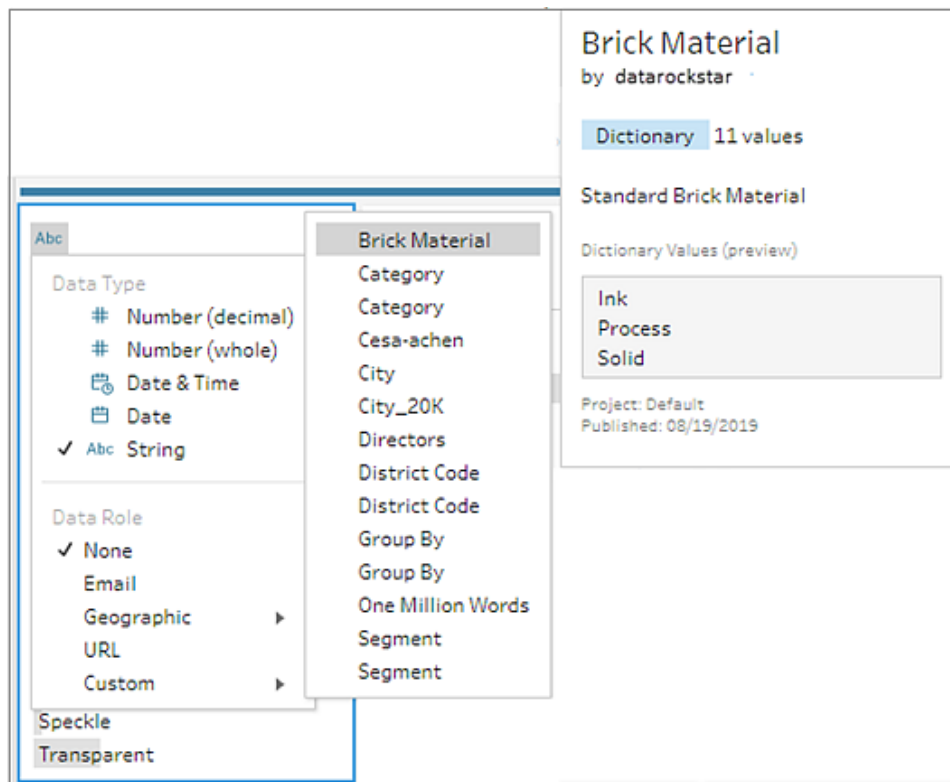 Abc
Data Type
# Number (decimal)
# Number (whole)
Date & Time
Date
✓ Abc String
Data Role
✓ None
Email
Geographic
URL
Custom
Speckle
Transparent
Brick Material
Category
Category
Cesa-achen
City
City_20K
Directors
District Code
District Code
Group By
Group By
One Million Words
Segment
Segment
Brick Material
by datarockstar
Dictionary 11 values
Standard Brick Material
Dictionary Values (preview)
Ink
Process
Solid
Project: Default
Published: 08/19/2019